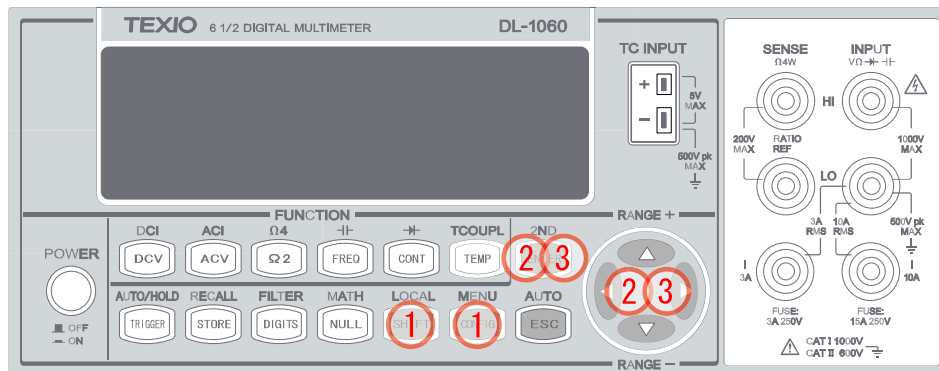 TEXIO 6 1/2 DIGITAL MULTIMETER DL-1060
TC INPUT
+
−
5V
MAX
500V pk
MAX
SENSE
Ω4W
INPUT
VΩ
HI
200V
MAX
RATIO
REF
1000V
MAX
LO
3A
RMS
10A
RMS
500V pk
MAX
I
3A
I
10A
FUSE:
3A 250V
FUSE:
15A 250V
CAT I 1000V
CAT II 600V
FUNCTION
RANGE +
DCI ACI Ω4 TCOUPL 2ND
POWER
DCV ACV Ω2 FREQ CONT TEMP 2 3
2 3
AUTO/HOLD RECALL FILTER MATH LOCAL MENU AUTO
OFF
ON
TRIGGER STORE DIGITS NULL SHIFT CONFIG ESC
1 1
RANGE −